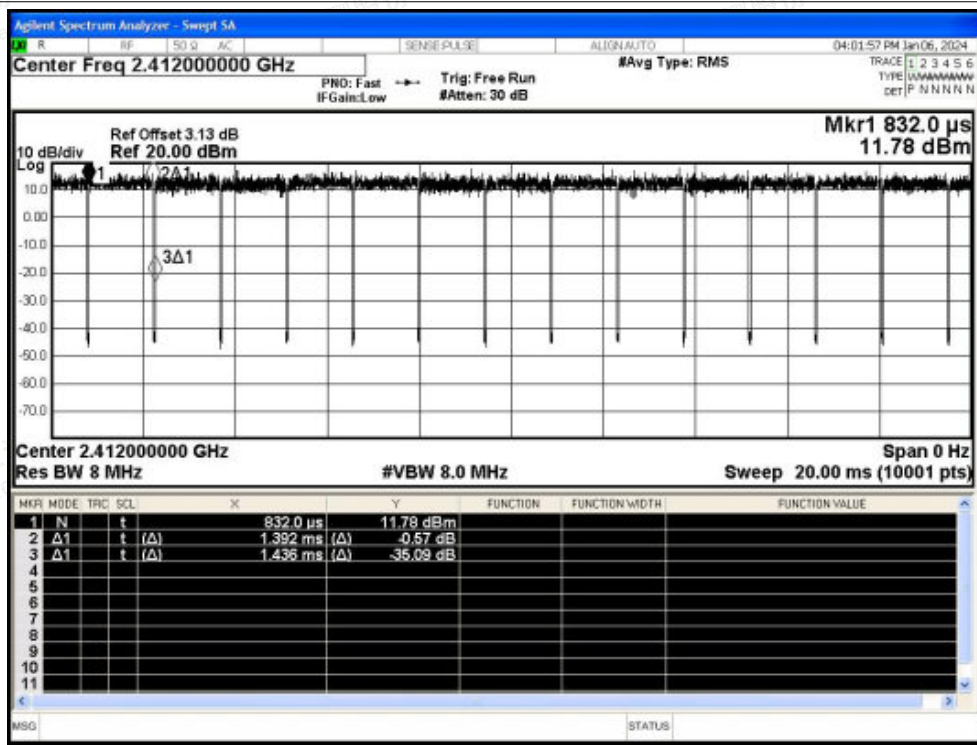 Agilent Spectrum Analyzer - Swept SA
R RF 50 Ω AC SENSE:PULSE ALIGN AUTO 04:01:57 PM Jan 06, 2024
Center Freq 2.412000000 GHz #Avg Type: RMS TRACE 1 2 3 4 5 6
PNO: Fast Trig: Free Run TYPE
IFGain:Low #Atten: 30 dB DET P N N N N N
Ref Offset 3.13 dB Mkr1 832.0 µs
10 dB/div Ref 20.00 dBm 11.78 dBm
Log
1 2Δ1
10.0
0.00
-10.0
3Δ1
-20.0
-30.0
-40.0
-50.0
-60.0
-70.0
Center 2.412000000 GHz Span 0 Hz
Res BW 8 MHz #VBW 8.0 MHz Sweep 20.00 ms (10001 pts)
MKR MODE TRC SCL X Y FUNCTION FUNCTION WIDTH FUNCTION VALUE
1 N t 832.0 µs 11.78 dBm
2 Δ1 t (Δ) 1.392 ms (Δ) -0.57 dB
3 Δ1 t (Δ) 1.436 ms (Δ) -35.09 dB
4
5
6
7
8
9
10
11
MSG STATUS